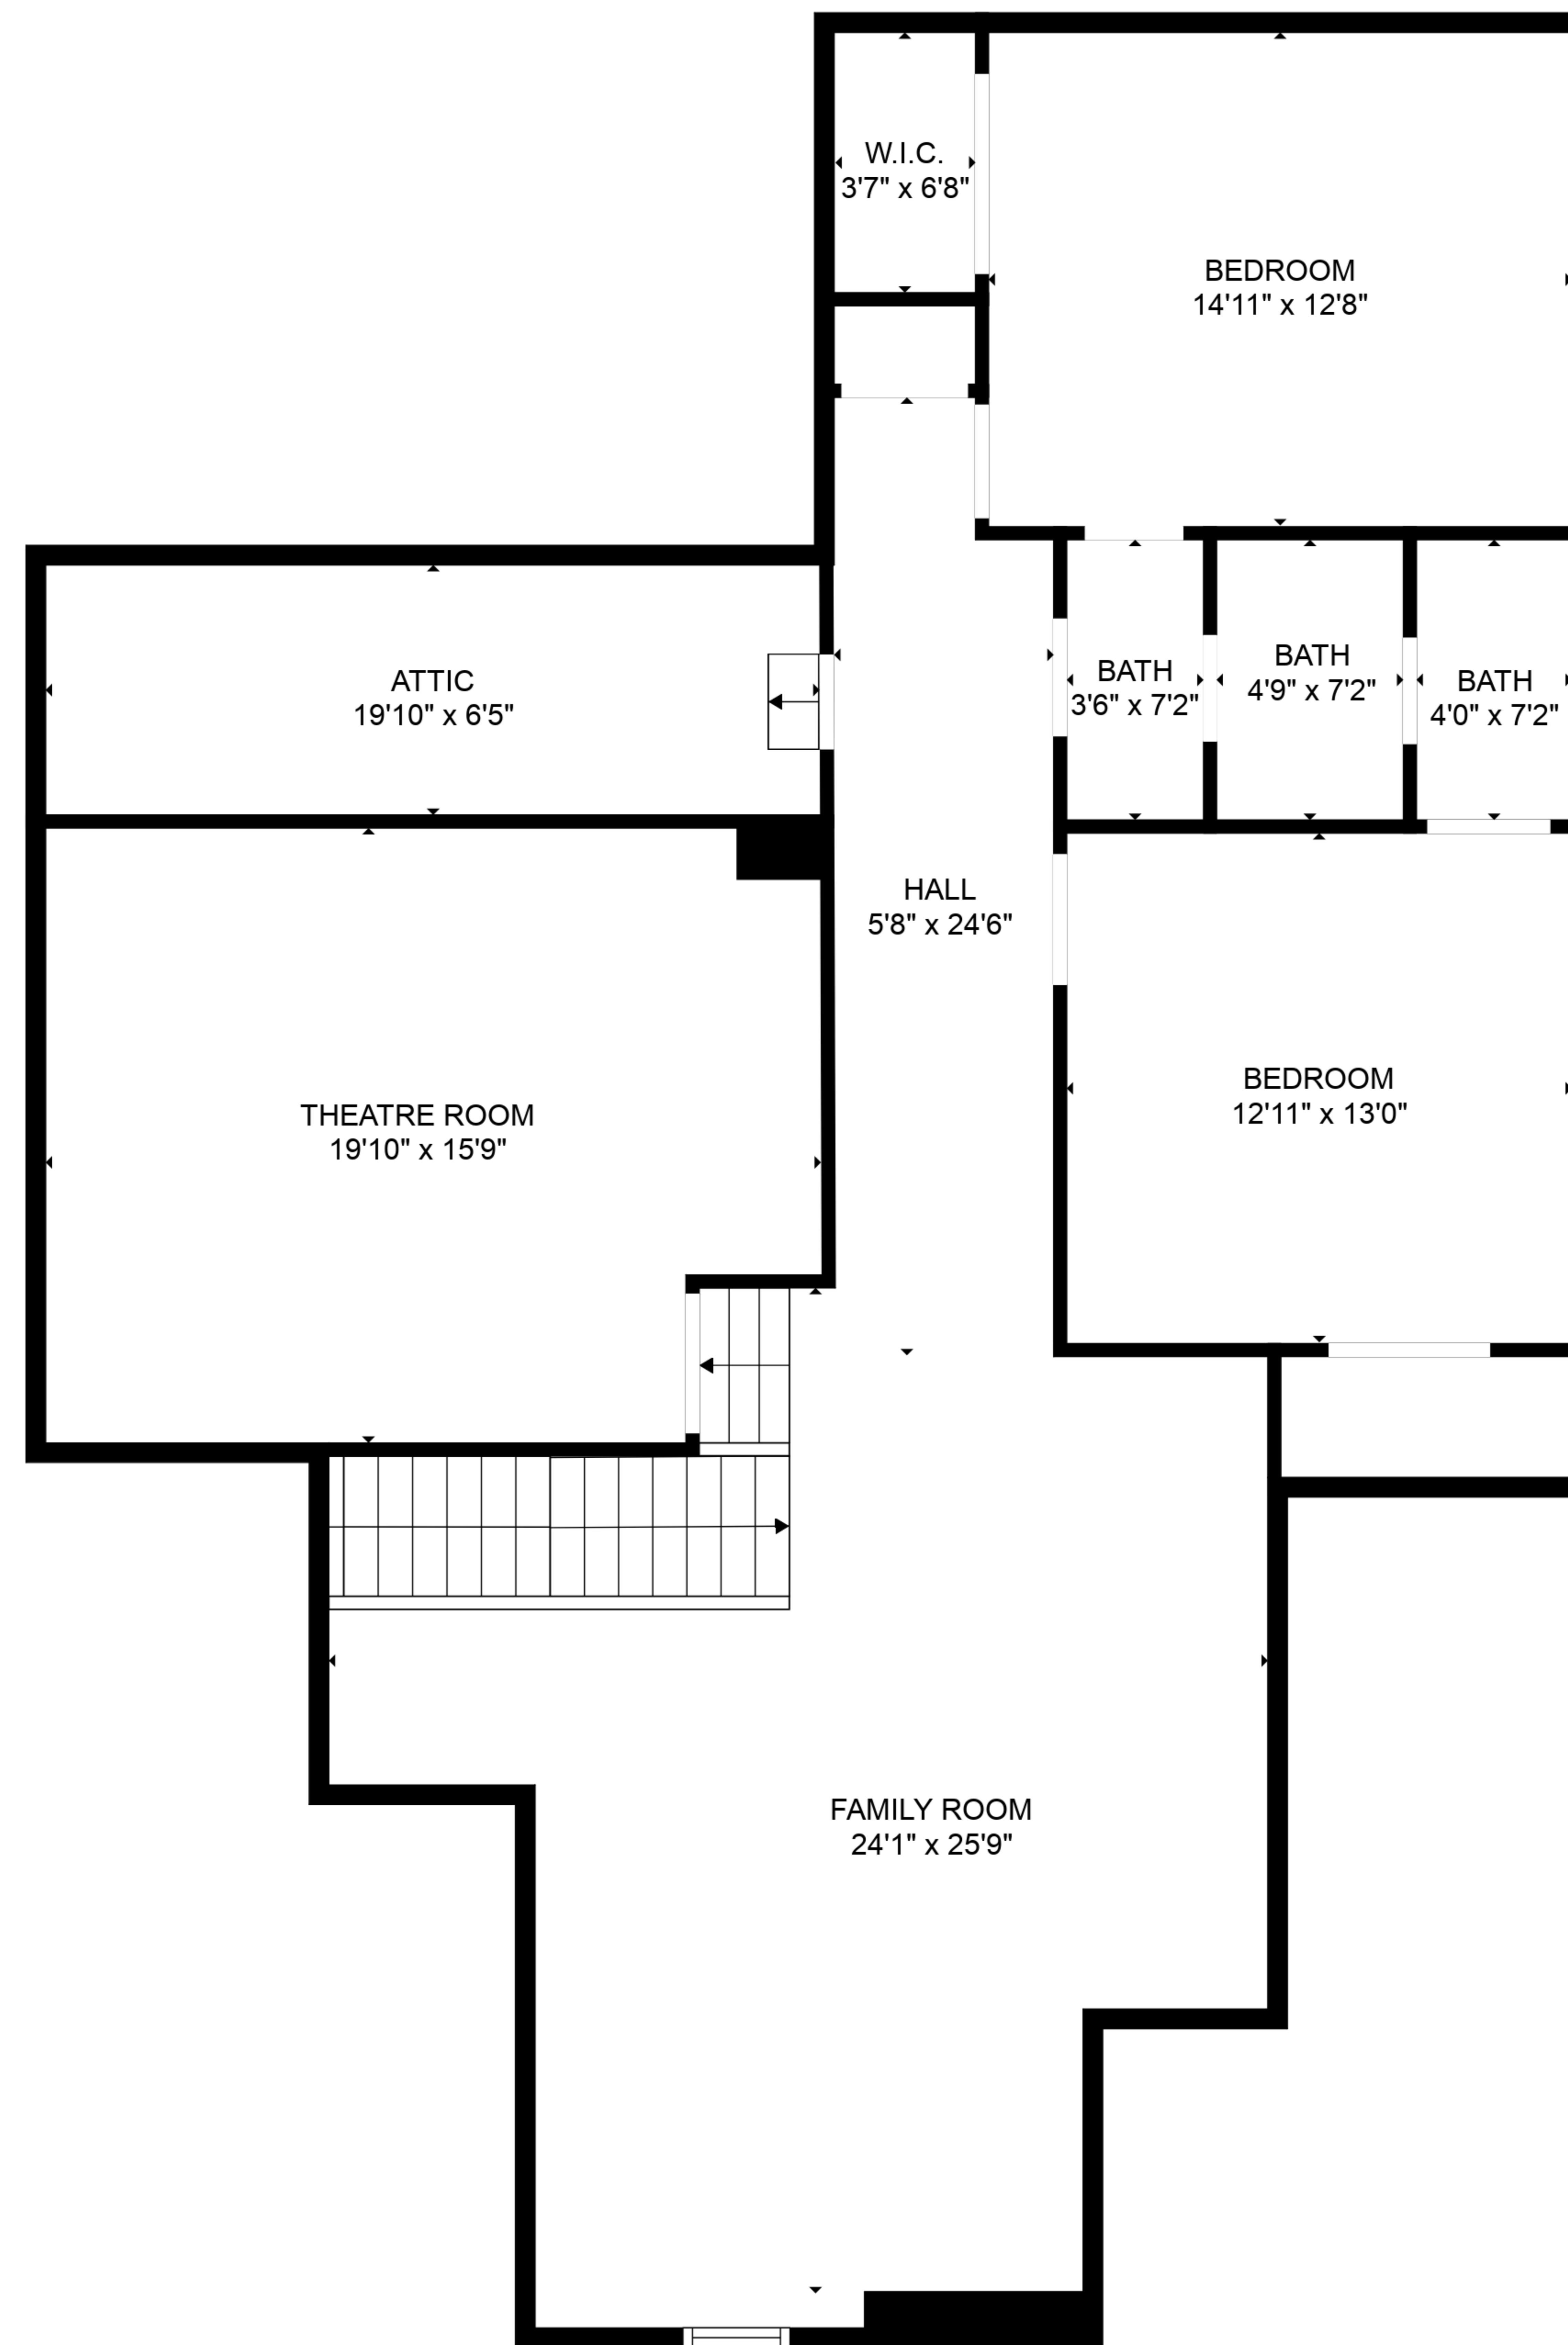 W.I.C.
3'7" x 6'8"
BEDROOM
14'11" x 12'8"
ATTIC
19'10" x 6'5"
BATH
3'6" x 7'2"
BATH
4'9" x 7'2"
BATH
4'0" x 7'2"
HALL
5'8" x 24'6"
THEATRE ROOM
19'10" x 15'9"
BEDROOM
12'11" x 13'0"
FAMILY ROOM
24'1" x 25'9"